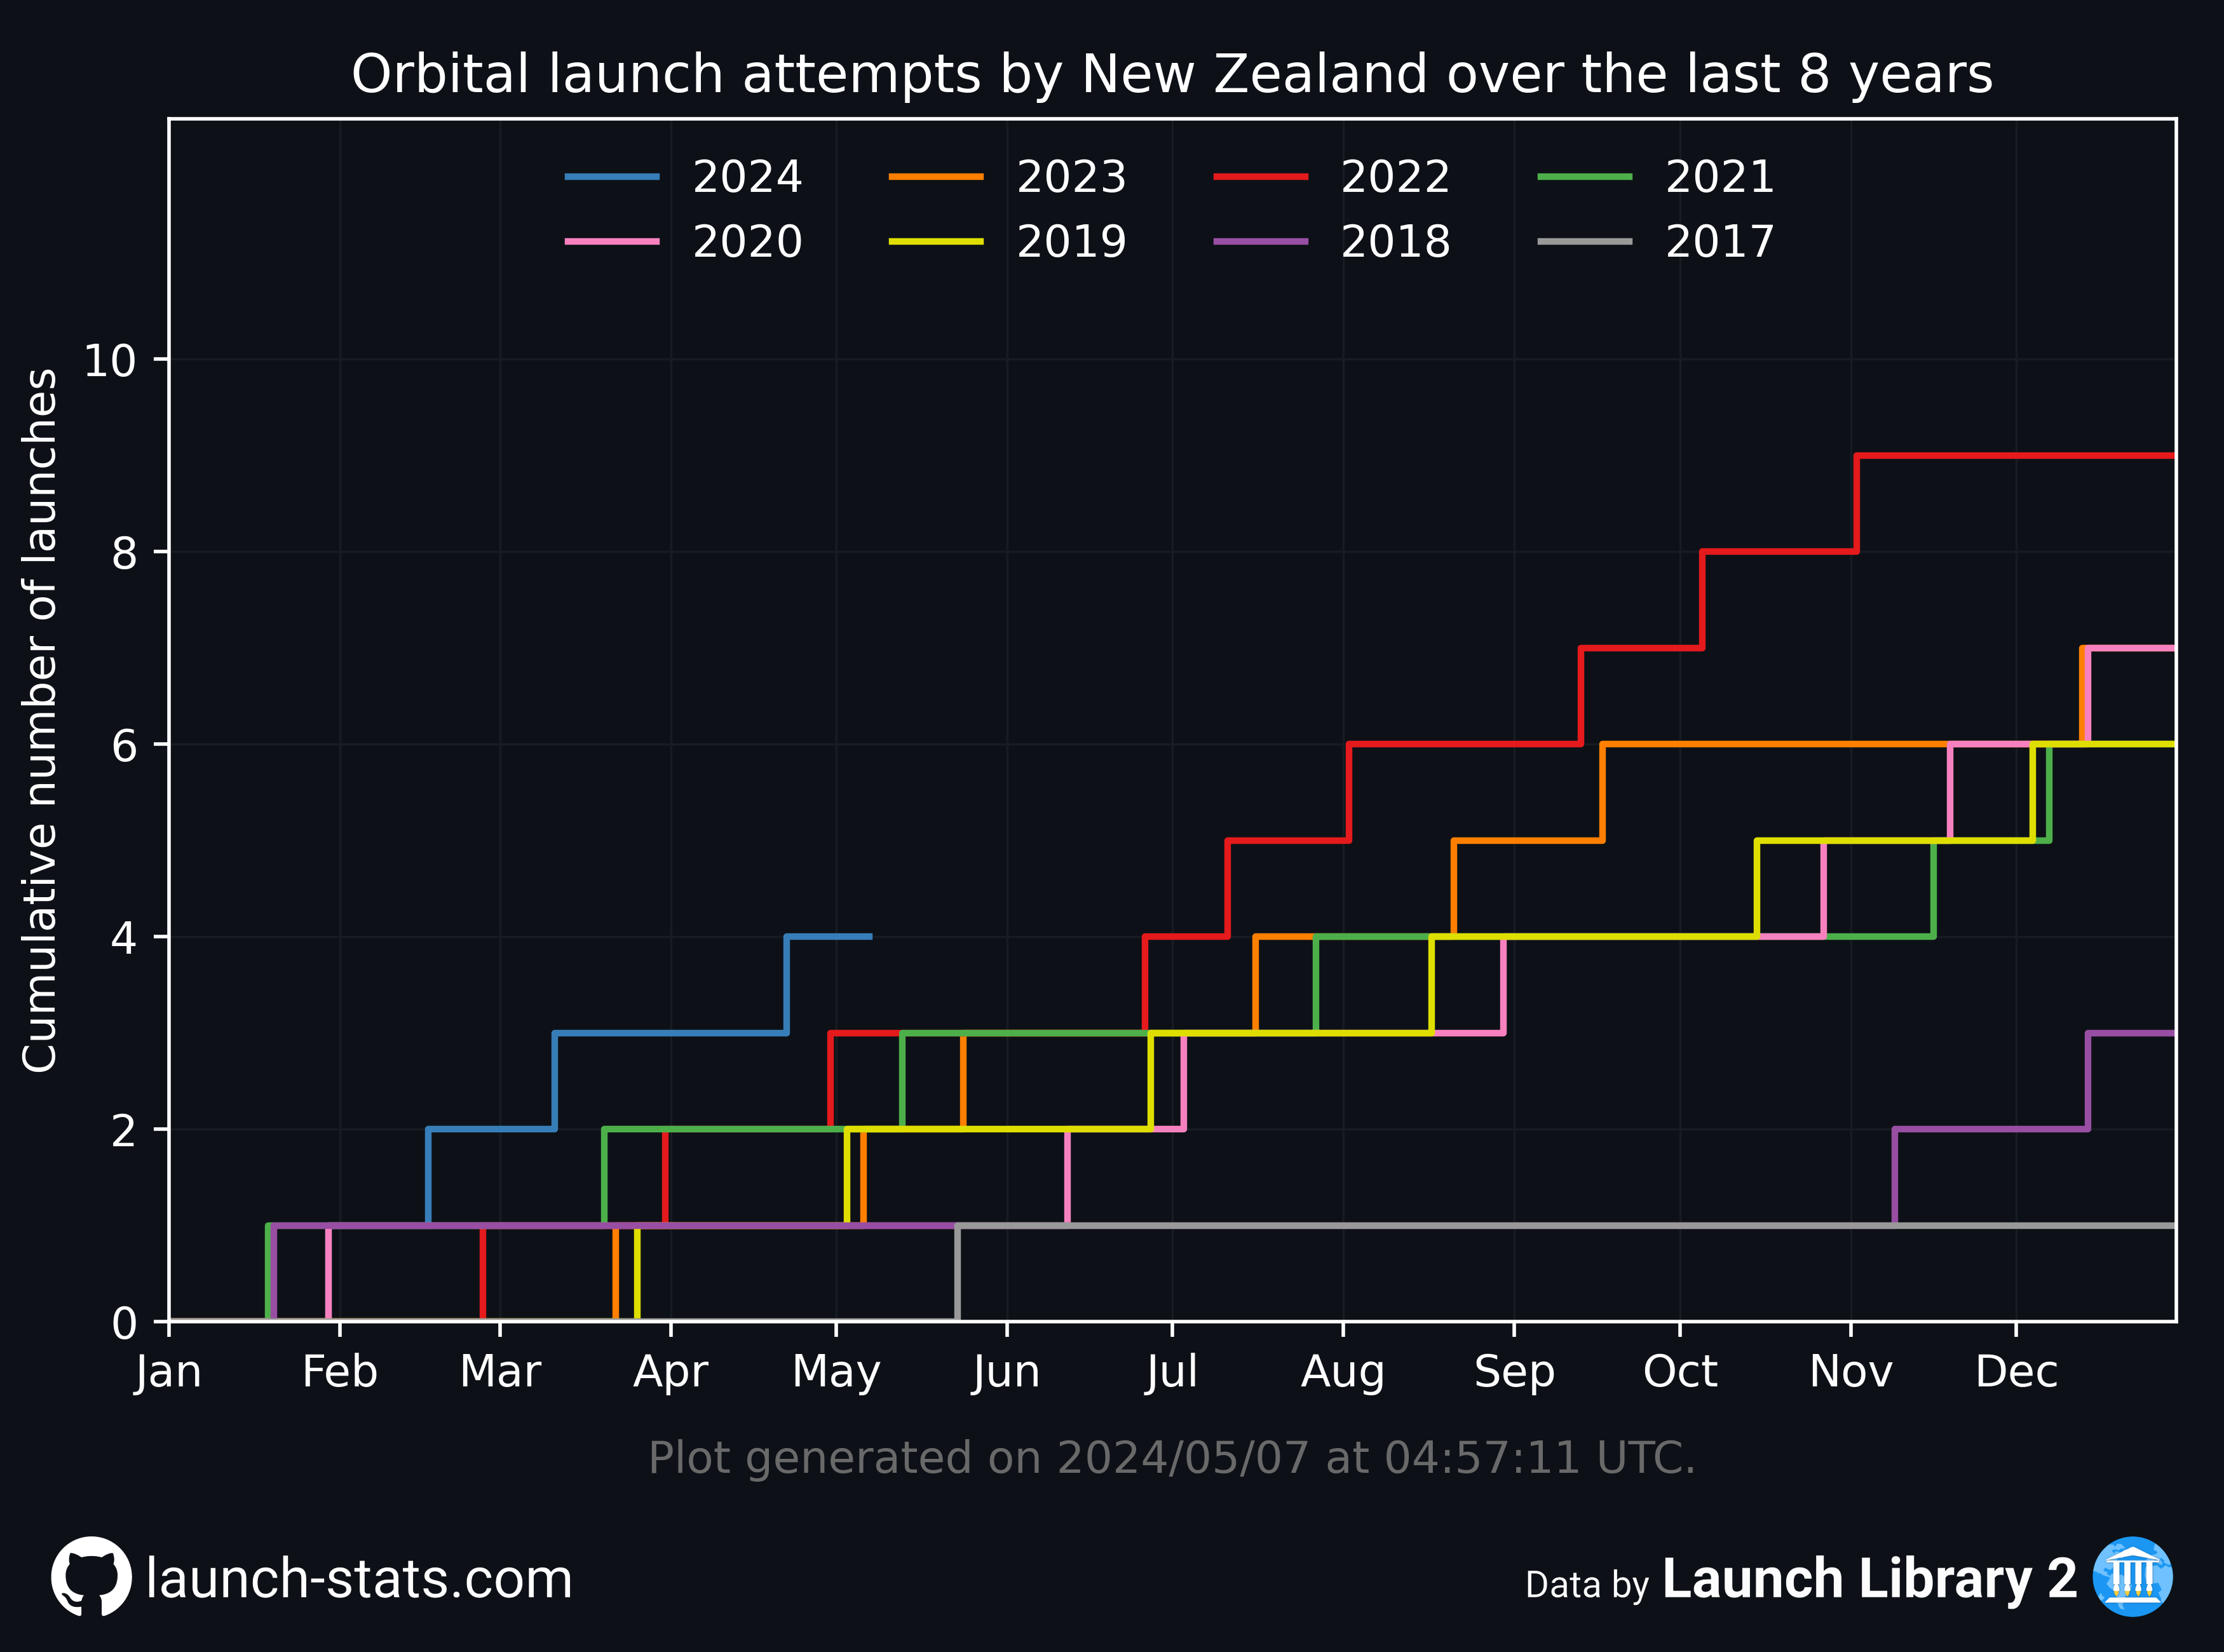 Orbital launch attempts by New Zealand over the last 8 years
2024 2023 2022 2021
2020 2019 2018 2017
Cumulative number of launches
10
8
6
4
2
0
Jan Feb Mar Apr May Jun Jul Aug Sep Oct Nov Dec
Plot generated on 2024/05/07 at 04:57:11 UTC.
launch-stats.com
Data by Launch Library 2